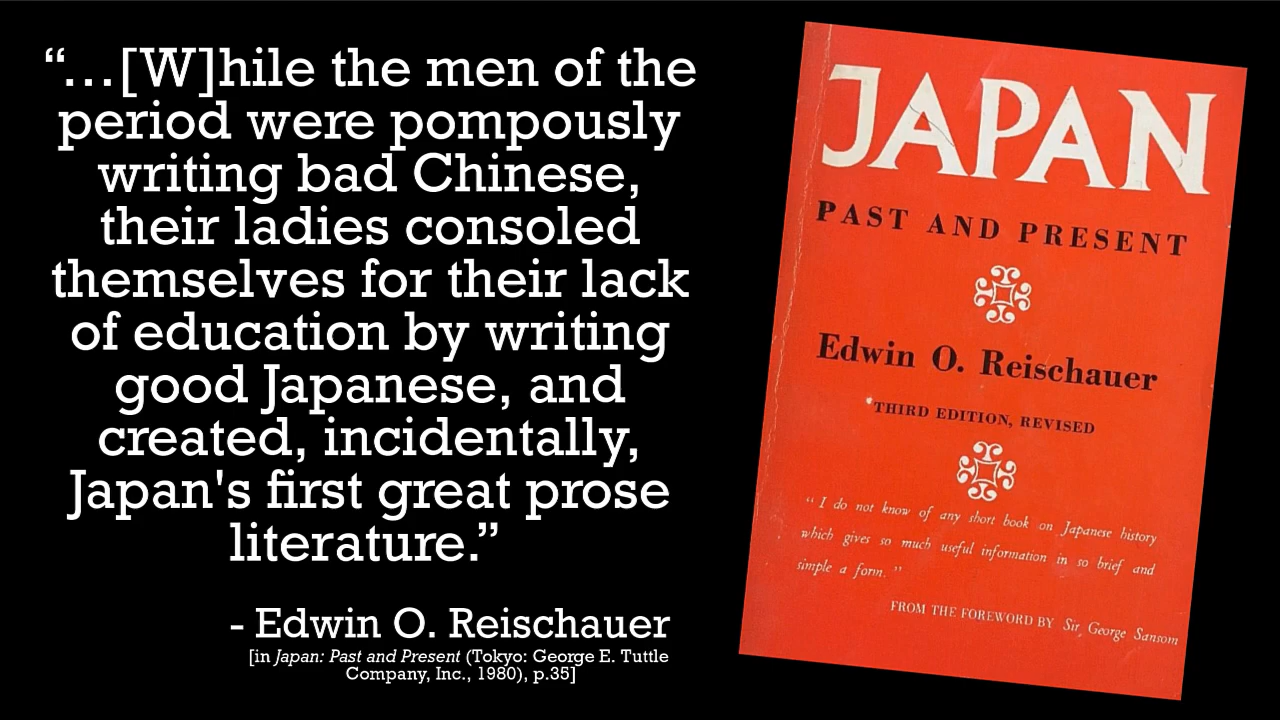 “...[W]hile the men of the
period were pompously
writing bad Chinese,
their ladies consoled
themselves for their lack
of education by writing
good Japanese, and
created, incidentally,
Japan's first great prose
literature.”
- Edwin O. Reischauer
[in Japan: Past and Present (Tokyo: George E. Tuttle
Company, Inc., 1980), p.35]
JAPAN
PAST AND PRESENT
Edwin O. Reischauer
THIRD EDITION, REVISED
“I do not know of any short book on Japanese history
which gives so much useful information in so brief and
simple a form.”
FROM THE FOREWORD BY Sir George Sansom